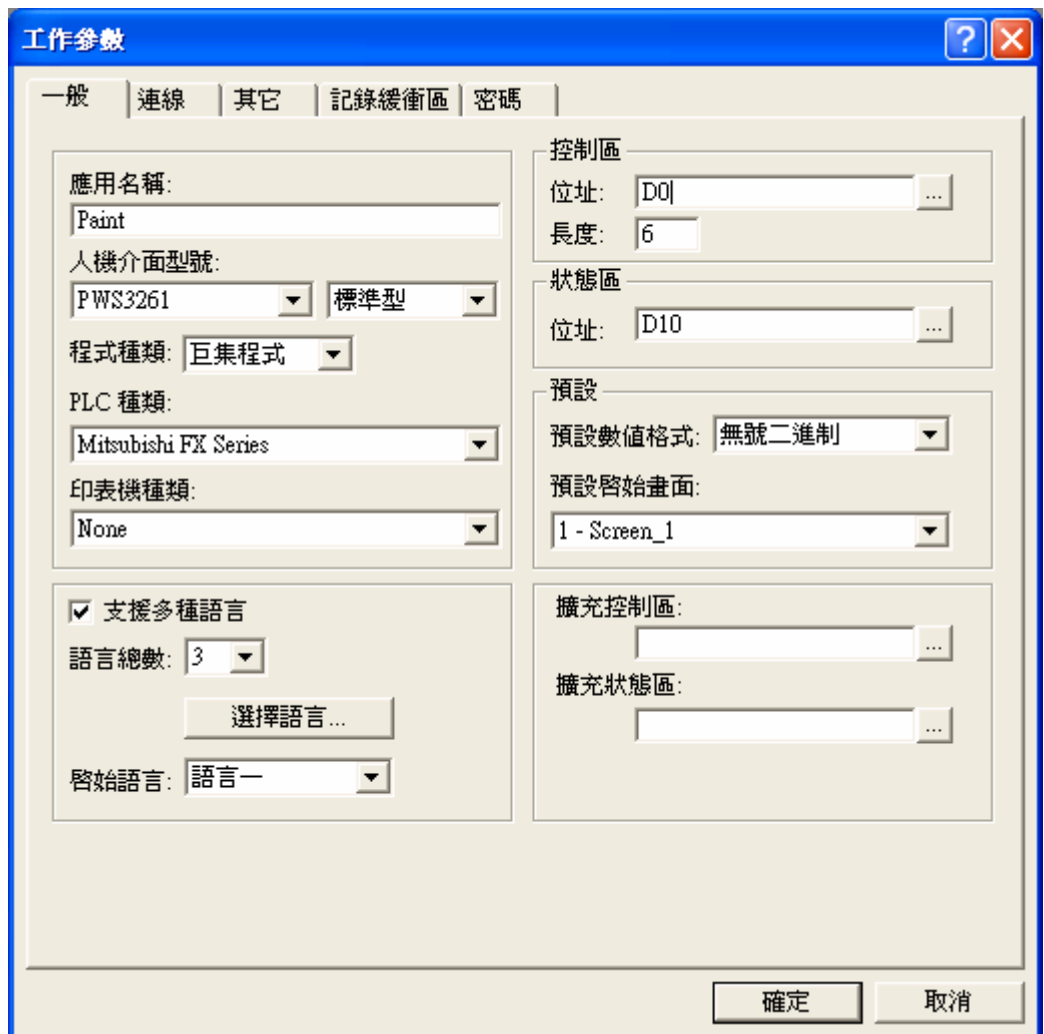 工作參數
一般 連線 其它 記錄緩衝區 密碼
應用名稱:
Paint
人機介面型號:
PWS3261 標準型
程式種類: 巨集程式
PLC 種類:
Mitsubishi FX Series
印表機種類:
None
支援多種語言
語言總數: 3
選擇語言...
啓始語言: 語言一
控制區
位址: D0 ...
長度: 6
狀態區
位址: D10 ...
預設
預設數值格式: 無號二進制
預設啓始畫面:
1 - Screen_1
擴充控制區:
...
擴充狀態區:
...
確定 取消